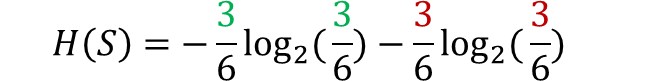 H(S) = − 3/6 log₂(3/6) − 3/6 log₂(3/6)